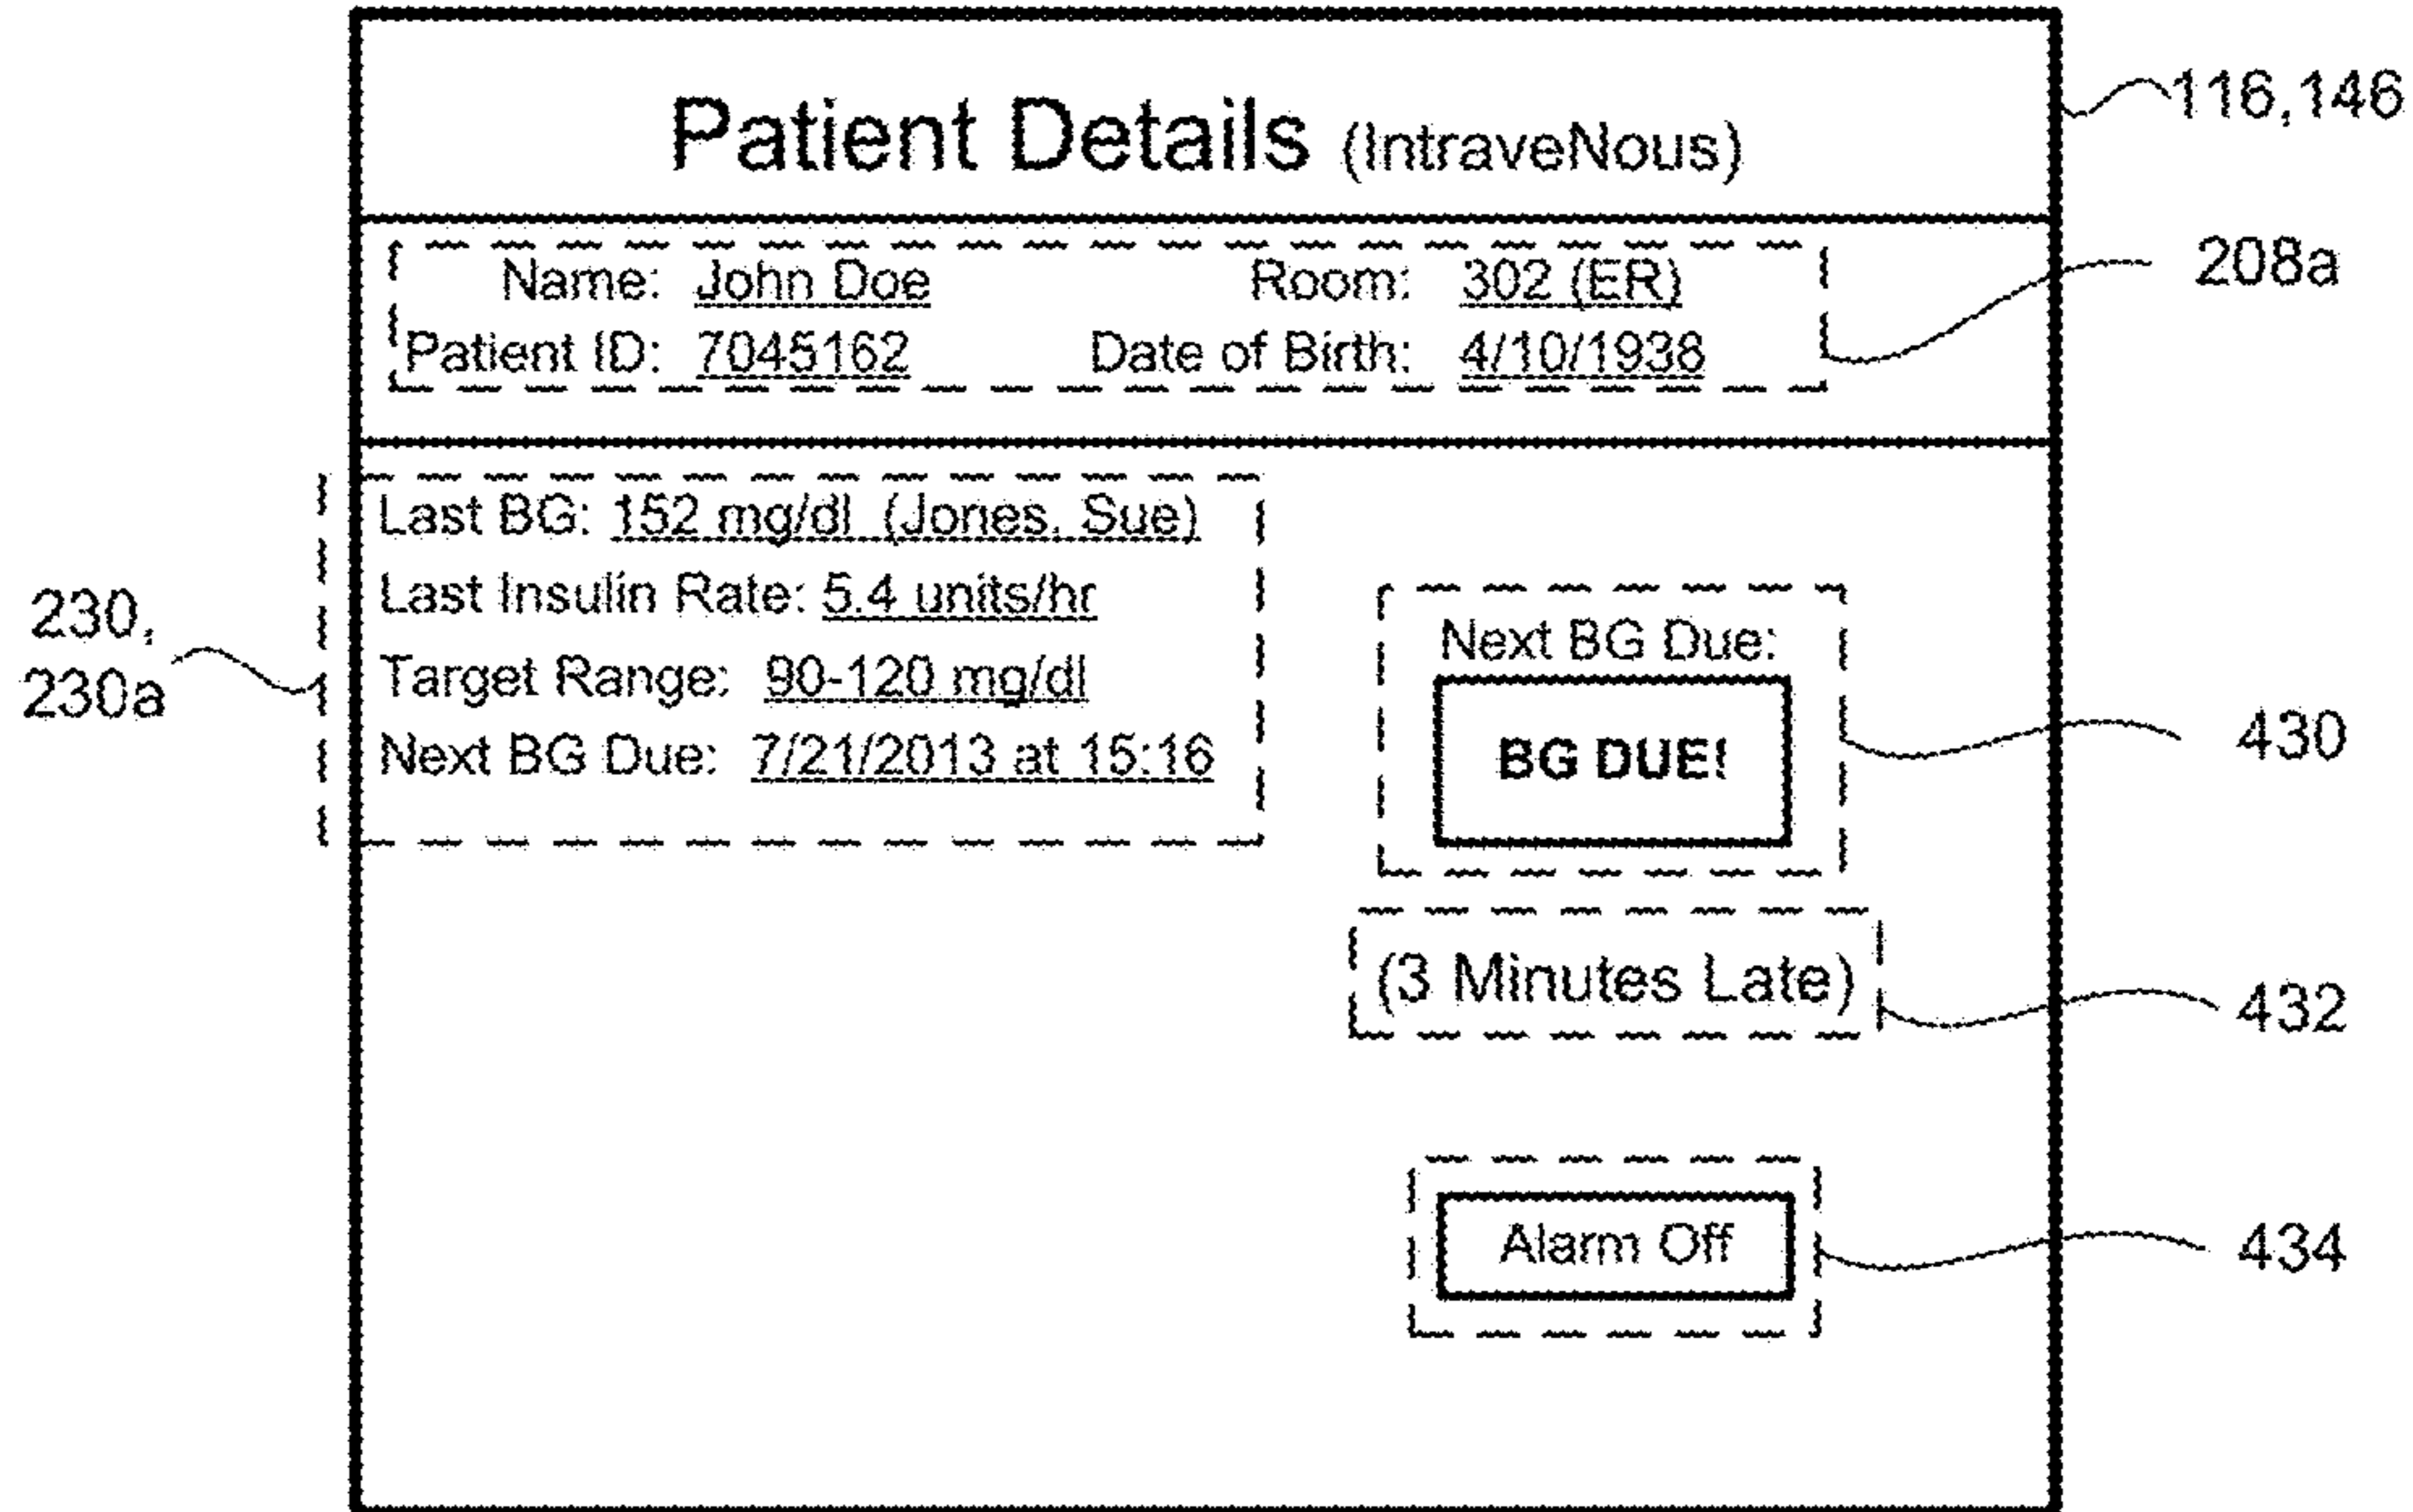 Patient Details (IntraveNous)
116,146
Name: John Doe Room: 302 (ER)
208a
Patient ID: 7045162 Date of Birth: 4/10/1938
Last BG: 152 mg/dl (Jones, Sue)
Last Insulin Rate: 5.4 units/hr
230,
230a
Target Range: 90-120 mg/dl
Next BG Due: 7/21/2013 at 15:16
Next BG Due:
BG DUE!
430
(3 Minutes Late)
432
Alarm Off
434